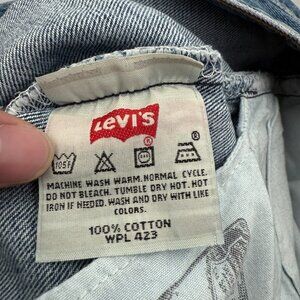 Levi's
105F
MACHINE WASH WARM. NORMAL CYCLE.
DO NOT BLEACH. TUMBLE DRY HOT. HOT
IRON IF NEEDED. WASH AND DRY WITH LIKE
COLORS.
100% COTTON
WPL 423